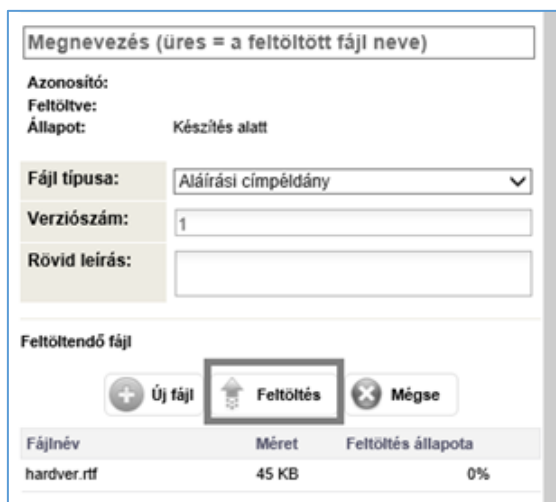 Megnevezés (üres = a feltöltött fájl neve)
Azonosító:
Feltöltve:
Állapot: Készítés alatt
Fájl típusa: Aláírási címpéldány
Verziószám: 1
Rövid leírás:
Feltöltendő fájl
Új fájl Feltöltés Mégse
Fájlnév Méret Feltöltés állapota
hardver.rtf 45 KB 0%